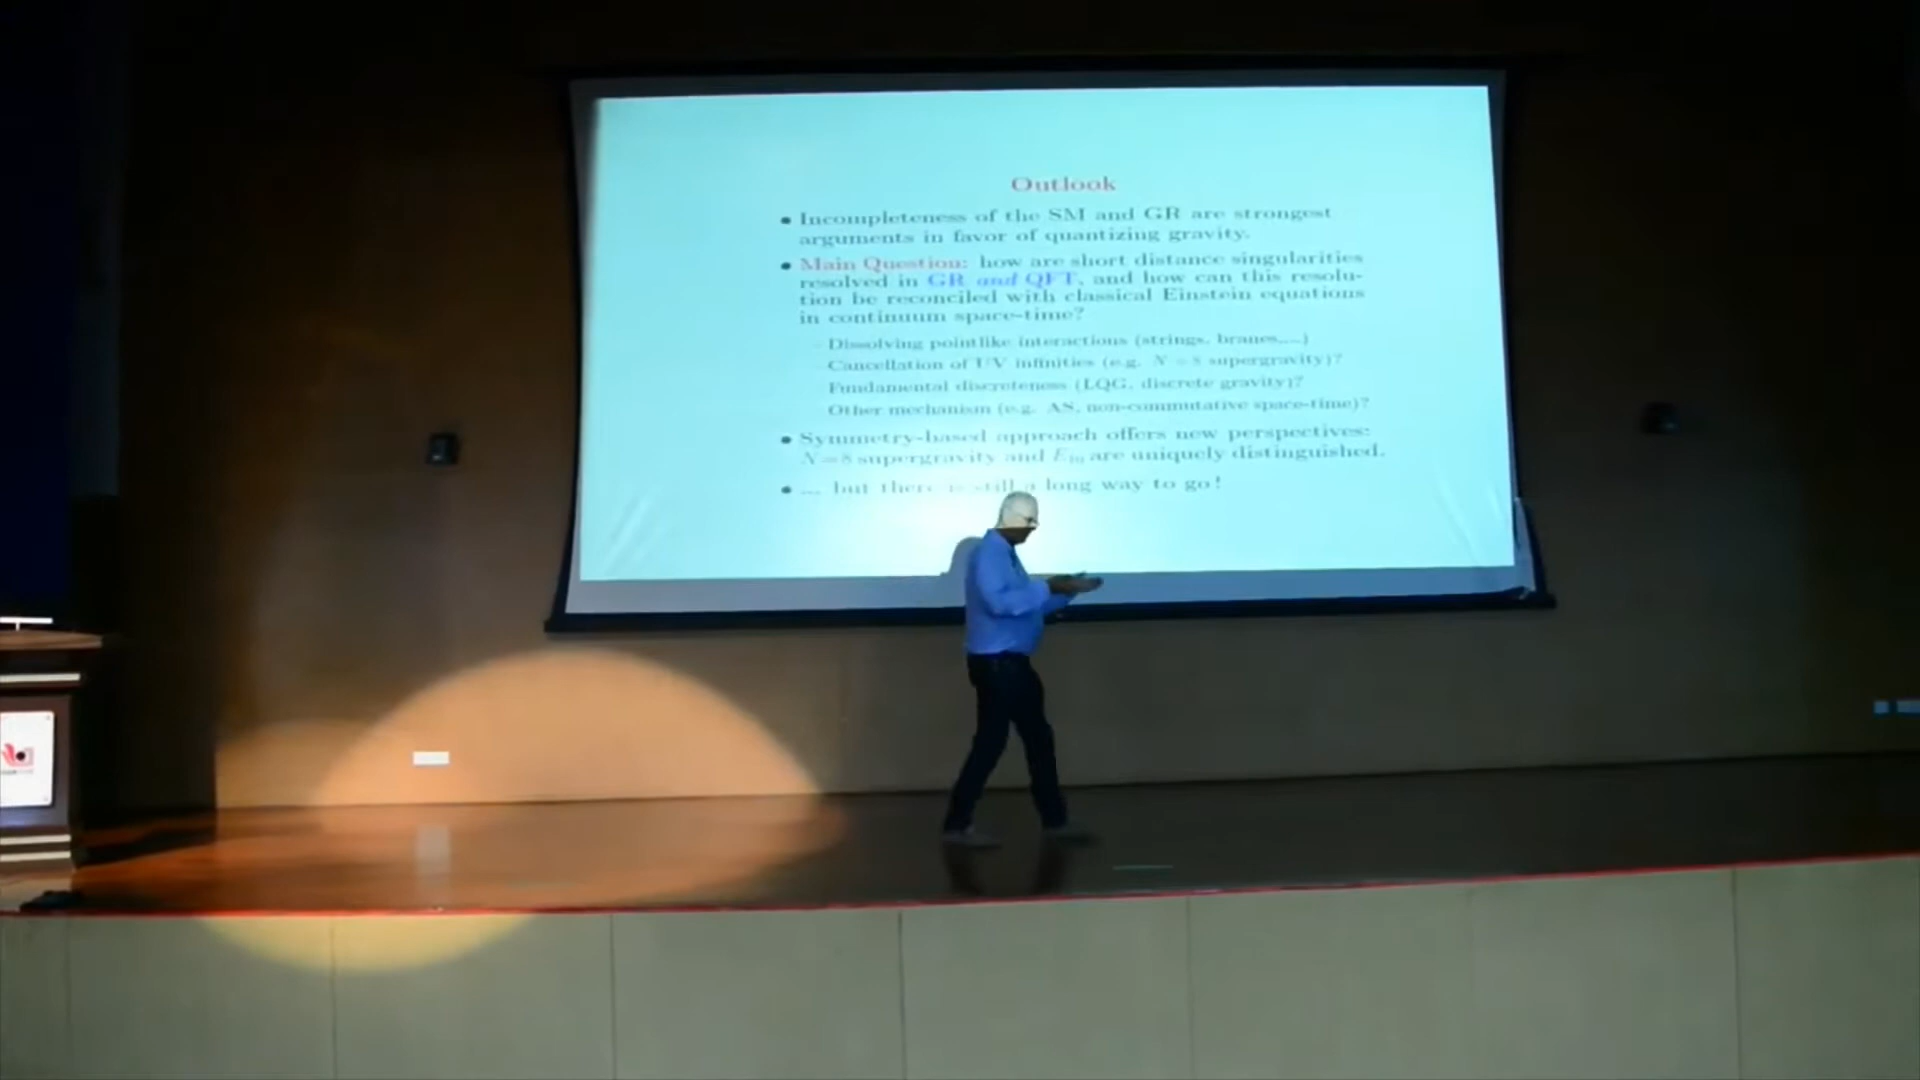 Outlook
• Incompleteness of the SM and GR are strongest
arguments in favor of quantizing gravity.
• Main Question: how are short distance singularities
resolved in GR and QFT, and how can this resolu-
tion be reconciled with classical Einstein equations
in continuum space-time?
– Dissolving pointlike interactions (strings, branes,...)
Cancellation of UV infinities (e.g. N = 8 supergravity)?
Fundamental discreteness (LQG, discrete gravity)?
Other mechanism (e.g. AS, non-commutative space-time)?
• Symmetry-based approach offers new perspectives:
N = 8 supergravity and E10 are uniquely distinguished.
• ... but there is still a long way to go!